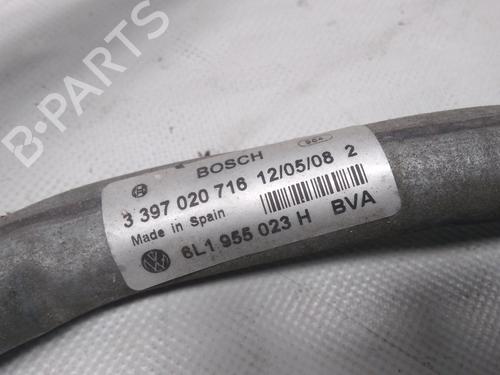 BOSCH
3 397 020 716 12/05/08 2
Made in Spain
6L1 955 023 H BVA
B-PARTS